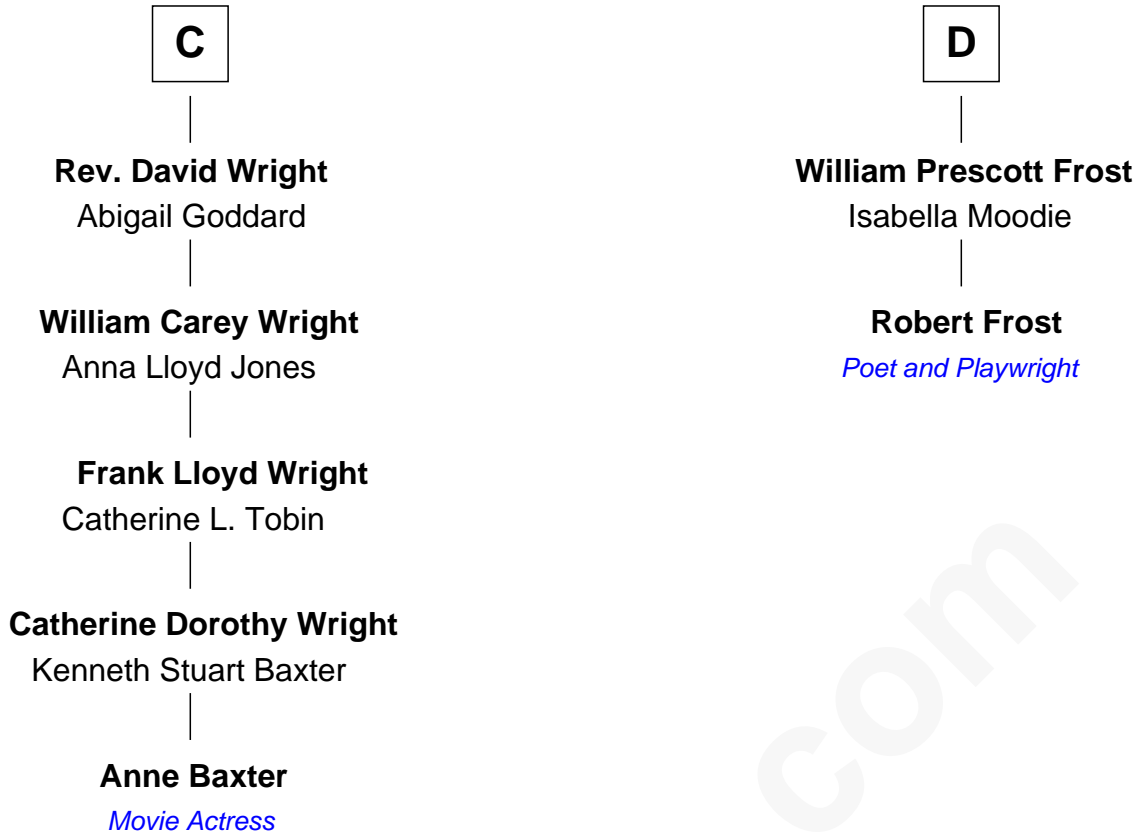 C
Rev. David Wright
Abigail Goddard
William Carey Wright
Anna Lloyd Jones
Frank Lloyd Wright
Catherine L. Tobin
Catherine Dorothy Wright
Kenneth Stuart Baxter
Anne Baxter
Movie Actress
D
William Prescott Frost
Isabella Moodie
Robert Frost
Poet and Playwright
com